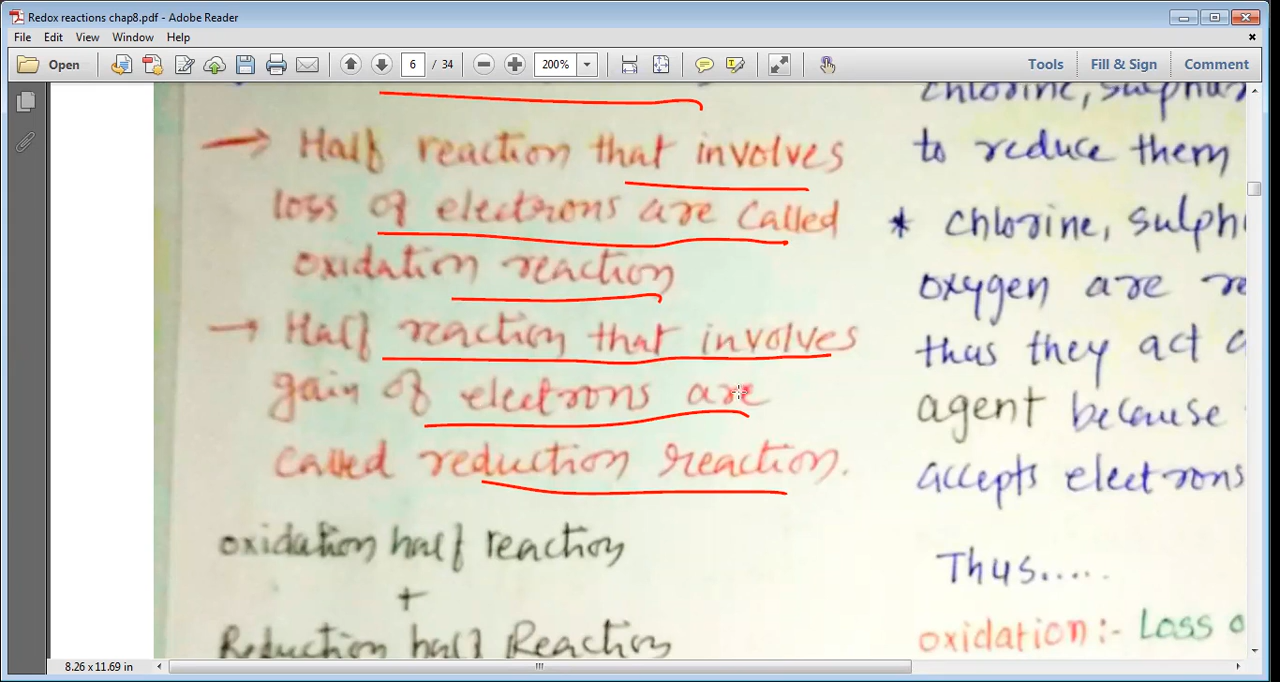 Redox reactions chap8.pdf - Adobe Reader
File Edit View Window Help
Open 6 / 34 200% Tools Fill & Sign Comment
→ Half reaction that involves
loss of electrons are called
oxidation reaction
→ Half reaction that involves
gain of electrons are
called reduction reaction.
oxidation half reaction
+
Reduction half Reaction
chlorine, sulphur
to reduce them
* chlorine, sulph
oxygen are re
thus they act a
agent because
accepts electrons
Thus.....
oxidation:- Loss o
8.26 x 11.69 in